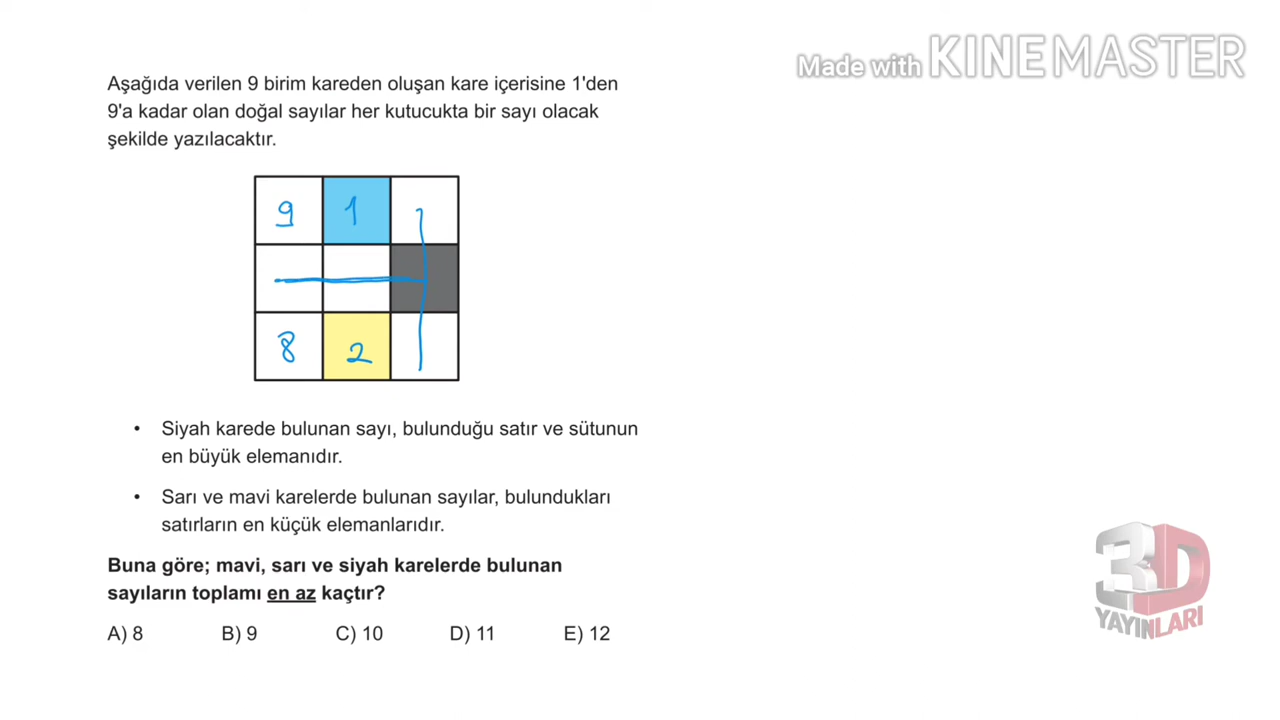 Made with KINEMASTER
Aşağıda verilen 9 birim kareden oluşan kare içerisine 1'den
9'a kadar olan doğal sayılar her kutucukta bir sayı olacak
şekilde yazılacaktır.
9 1
8 2
• Siyah karede bulunan sayı, bulunduğu satır ve sütunun
en büyük elemanıdır.
• Sarı ve mavi karelerde bulunan sayılar, bulundukları
satırların en küçük elemanlarıdır.
Buna göre; mavi, sarı ve siyah karelerde bulunan
sayıların toplamı en az kaçtır?
A) 8 B) 9 C) 10 D) 11 E) 12
3D
YAYINLARI